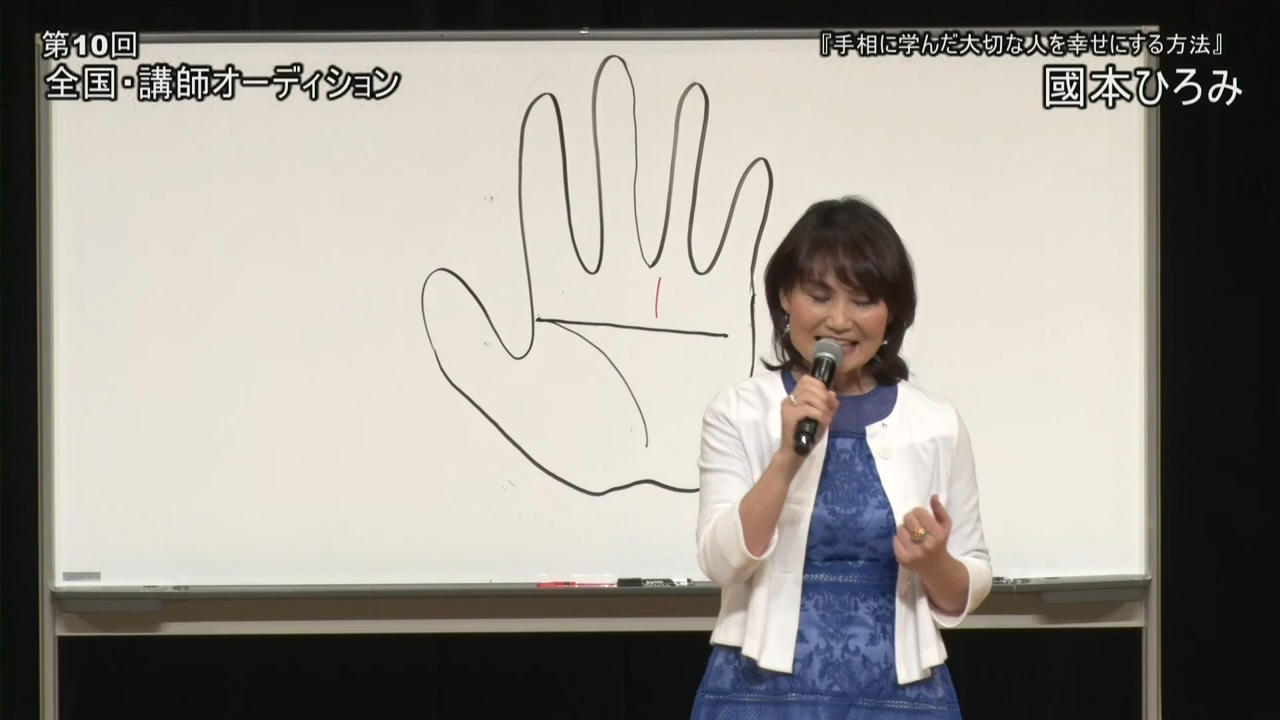 第10回
全国・講師オーディション
『手相に学んだ大切な人を幸せにする方法』
國本ひろみ